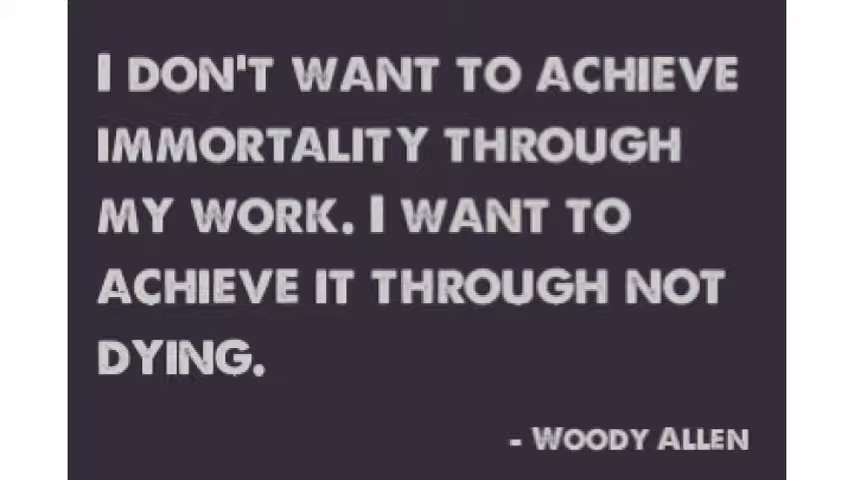 I DON'T WANT TO ACHIEVE
IMMORTALITY THROUGH
MY WORK. I WANT TO
ACHIEVE IT THROUGH NOT
DYING.
- WOODY ALLEN